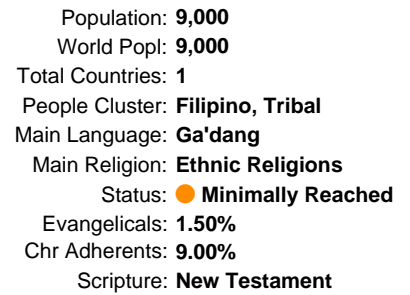 Population: 9,000
World Popl: 9,000
Total Countries: 1
People Cluster: Filipino, Tribal
Main Language: Ga'dang
Main Religion: Ethnic Religions
Status: Minimally Reached
Evangelicals: 1.50%
Chr Adherents: 9.00%
Scripture: New Testament